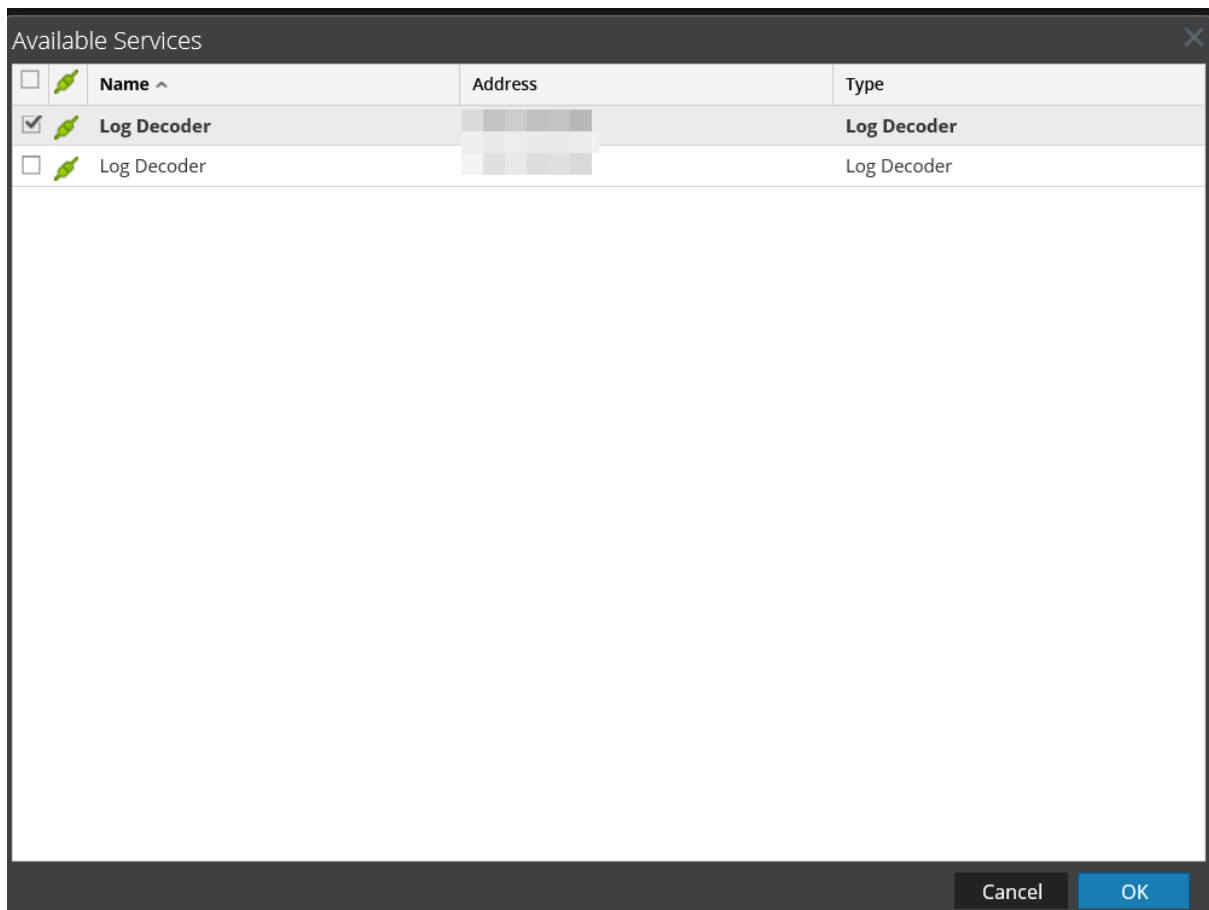 Available Services
Name Address Type
Log Decoder Log Decoder
Log Decoder Log Decoder
Cancel OK